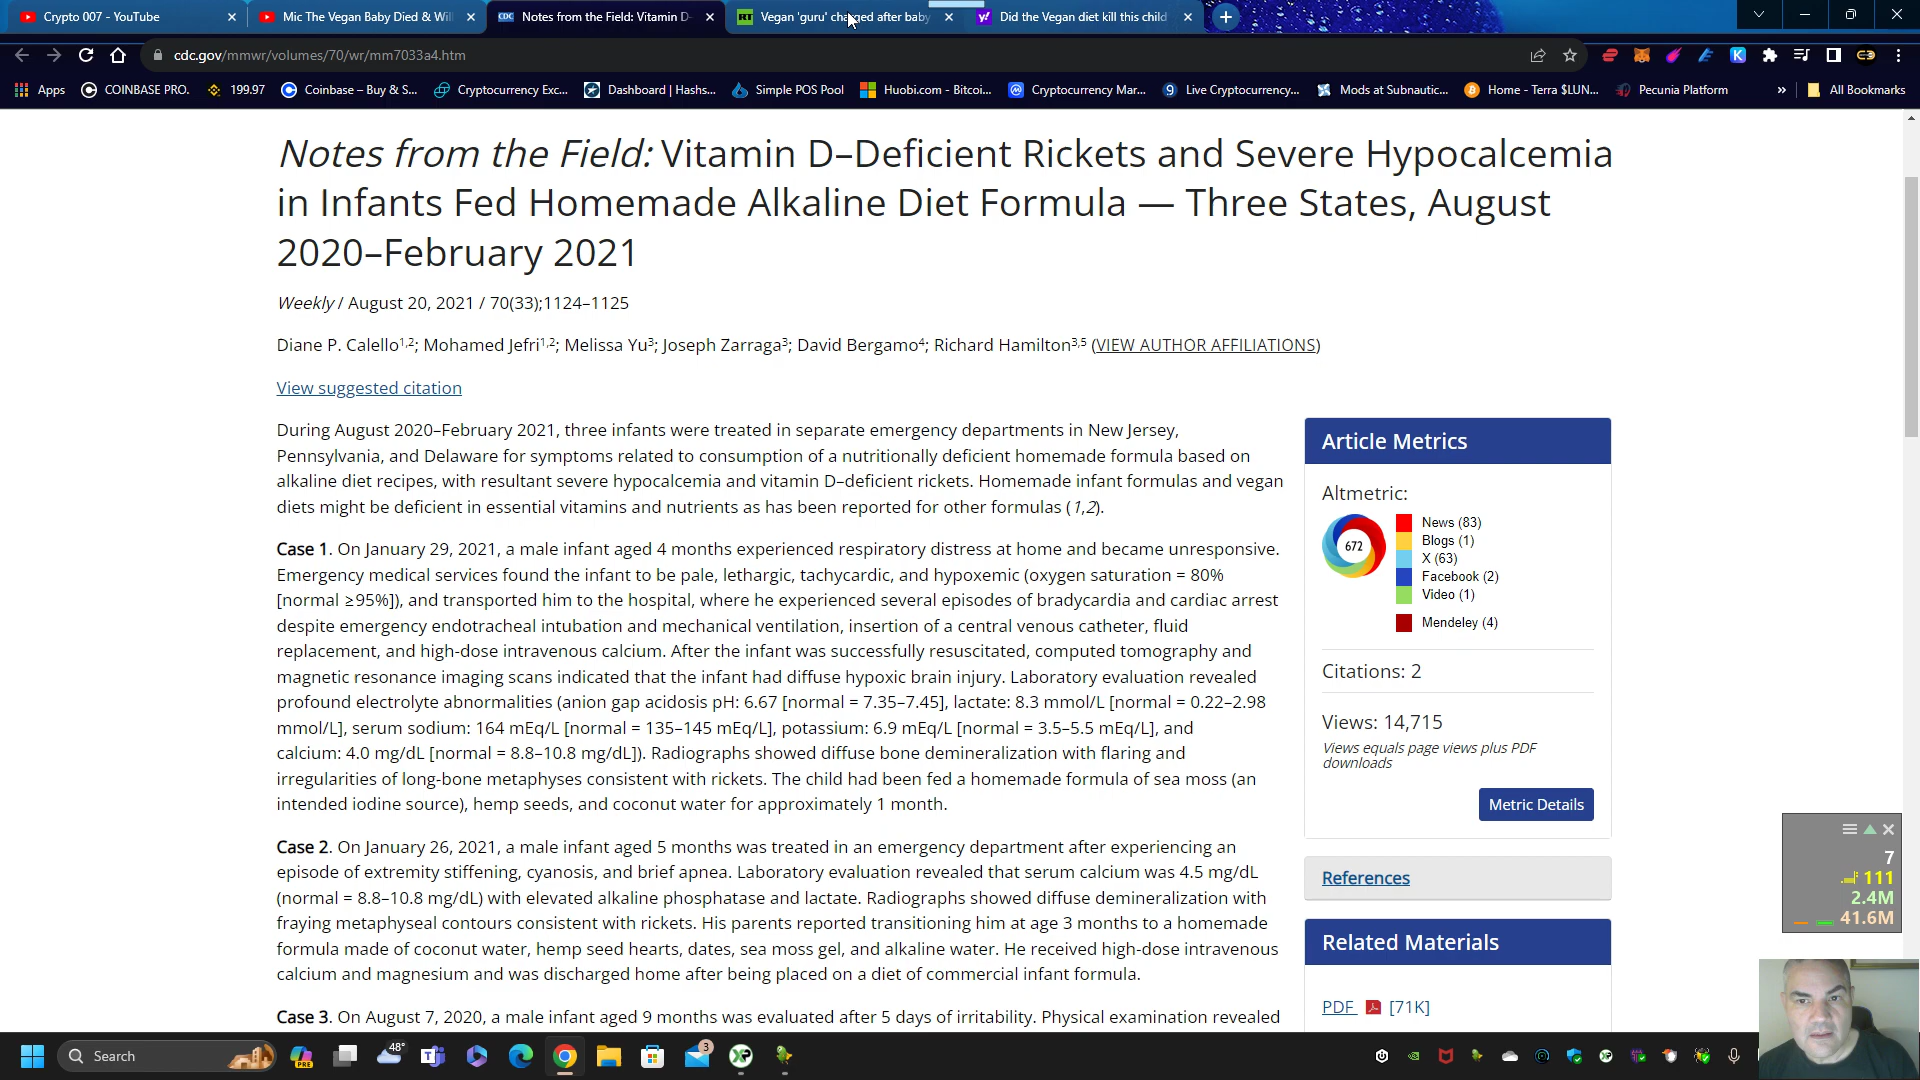 Crypto 007 - YouTube
Mic The Vegan Baby Died & Wil
CDC Notes from the Field: Vitamin D-
RT Vegan 'guru' charged after baby
y! Did the Vegan diet kill this child
cdc.gov/mmwr/volumes/70/wr/mm7033a4.htm
Apps COINBASE PRO. 199.97 Coinbase – Buy & S... Cryptocurrency Exc... Dashboard | Hashs... Simple POS Pool Huobi.com - Bitcoi... Cryptocurrency Mar... Live Cryptocurrency... Mods at Subnautic... Home - Terra $LUN... Pecunia Platform » All Bookmarks
Notes from the Field: Vitamin D–Deficient Rickets and Severe Hypocalcemia
in Infants Fed Homemade Alkaline Diet Formula — Three States, August
2020–February 2021
Weekly / August 20, 2021 / 70(33);1124–1125
Diane P. Calello1,2; Mohamed Jefri1,2; Melissa Yu3; Joseph Zarraga3; David Bergamo4; Richard Hamilton3,5 (VIEW AUTHOR AFFILIATIONS)
View suggested citation
During August 2020–February 2021, three infants were treated in separate emergency departments in New Jersey,
Pennsylvania, and Delaware for symptoms related to consumption of a nutritionally deficient homemade formula based on
alkaline diet recipes, with resultant severe hypocalcemia and vitamin D–deficient rickets. Homemade infant formulas and vegan
diets might be deficient in essential vitamins and nutrients as has been reported for other formulas (1,2).
Case 1. On January 29, 2021, a male infant aged 4 months experienced respiratory distress at home and became unresponsive.
Emergency medical services found the infant to be pale, lethargic, tachycardic, and hypoxemic (oxygen saturation = 80%
[normal ≥95%]), and transported him to the hospital, where he experienced several episodes of bradycardia and cardiac arrest
despite emergency endotracheal intubation and mechanical ventilation, insertion of a central venous catheter, fluid
replacement, and high-dose intravenous calcium. After the infant was successfully resuscitated, computed tomography and
magnetic resonance imaging scans indicated that the infant had diffuse hypoxic brain injury. Laboratory evaluation revealed
profound electrolyte abnormalities (anion gap acidosis pH: 6.67 [normal = 7.35–7.45], lactate: 8.3 mmol/L [normal = 0.22–2.98
mmol/L], serum sodium: 164 mEq/L [normal = 135–145 mEq/L], potassium: 6.9 mEq/L [normal = 3.5–5.5 mEq/L], and
calcium: 4.0 mg/dL [normal = 8.8–10.8 mg/dL]). Radiographs showed diffuse bone demineralization with flaring and
irregularities of long-bone metaphyses consistent with rickets. The child had been fed a homemade formula of sea moss (an
intended iodine source), hemp seeds, and coconut water for approximately 1 month.
Case 2. On January 26, 2021, a male infant aged 5 months was treated in an emergency department after experiencing an
episode of extremity stiffening, cyanosis, and brief apnea. Laboratory evaluation revealed that serum calcium was 4.5 mg/dL
(normal = 8.8–10.8 mg/dL) with elevated alkaline phosphatase and lactate. Radiographs showed diffuse demineralization with
fraying metaphyseal contours consistent with rickets. His parents reported transitioning him at age 3 months to a homemade
formula made of coconut water, hemp seed hearts, dates, sea moss gel, and alkaline water. He received high-dose intravenous
calcium and magnesium and was discharged home after being placed on a diet of commercial infant formula.
Case 3. On August 7, 2020, a male infant aged 9 months was evaluated after 5 days of irritability. Physical examination revealed
Article Metrics
Altmetric:
672
News (83)
Blogs (1)
X (63)
Facebook (2)
Video (1)
Mendeley (4)
Citations: 2
Views: 14,715
Views equals page views plus PDF
downloads
Metric Details
References
Related Materials
PDF [71K]
7
111
2.4M
41.6M
Search
PRE
48°
3